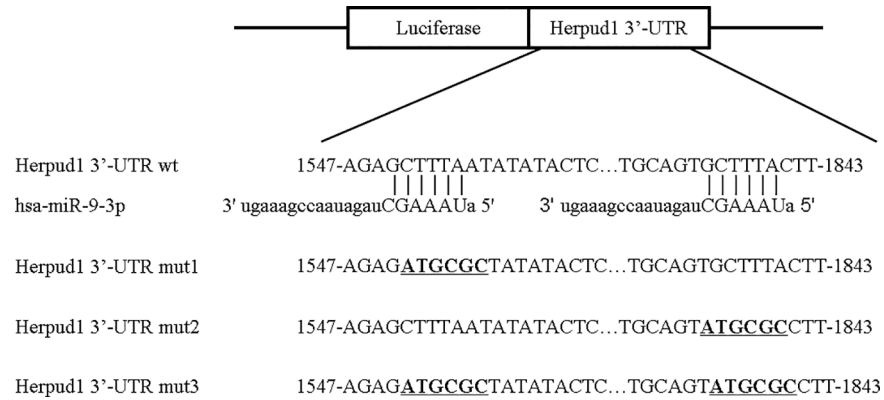 Luciferase Herpud1 3’-UTR
Herpud1 3’-UTR wt 1547-AGAGCTTTAATATATACTC…TGCAGTGCTTTACTT-1843
hsa-miR-9-3p 3' ugaaagccaauagauCGAAAUa 5' 3' ugaaagccaauagauCGAAAUa 5'
Herpud1 3’-UTR mut1 1547-AGAGATGCGCTATATACTC…TGCAGTGCTTTACTT-1843
Herpud1 3’-UTR mut2 1547-AGAGCTTTAATATATACTC…TGCAGTATGCGCCTT-1843
Herpud1 3’-UTR mut3 1547-AGAGATGCGCTATATACTC…TGCAGTATGCGCCTT-1843